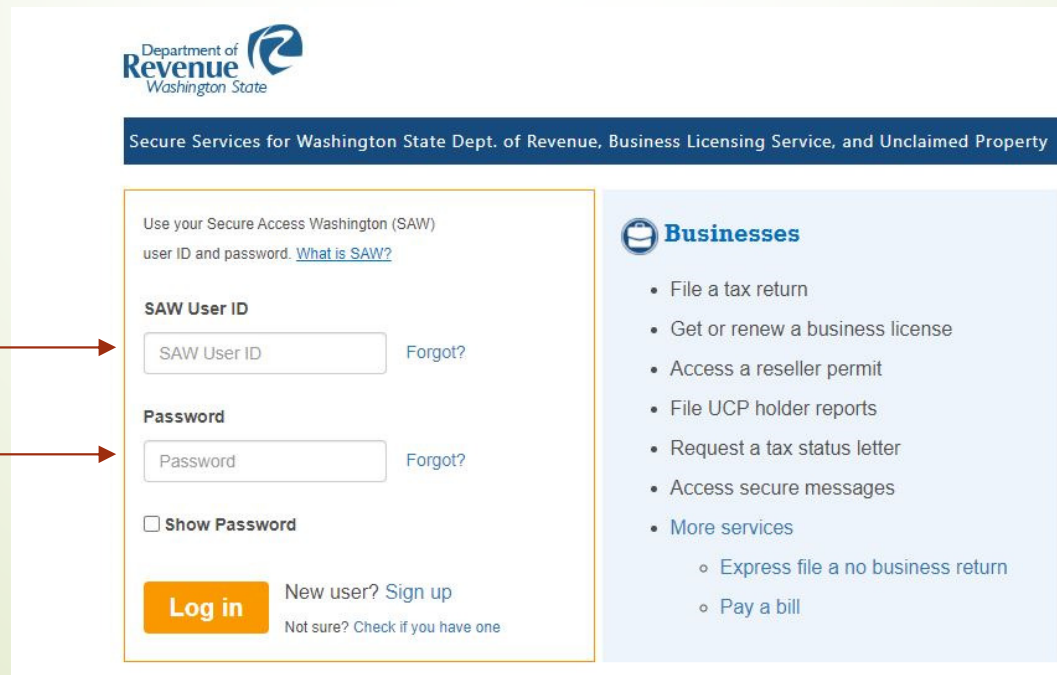 Department of
Revenue
Washington State
Secure Services for Washington State Dept. of Revenue, Business Licensing Service, and Unclaimed Property
Use your Secure Access Washington (SAW)
user ID and password. What is SAW?
SAW User ID
SAW User ID Forgot?
Password
Password Forgot?
Show Password
Log in
New user? Sign up
Not sure? Check if you have one
Businesses
• File a tax return
• Get or renew a business license
• Access a reseller permit
• File UCP holder reports
• Request a tax status letter
• Access secure messages
• More services
◦ Express file a no business return
◦ Pay a bill